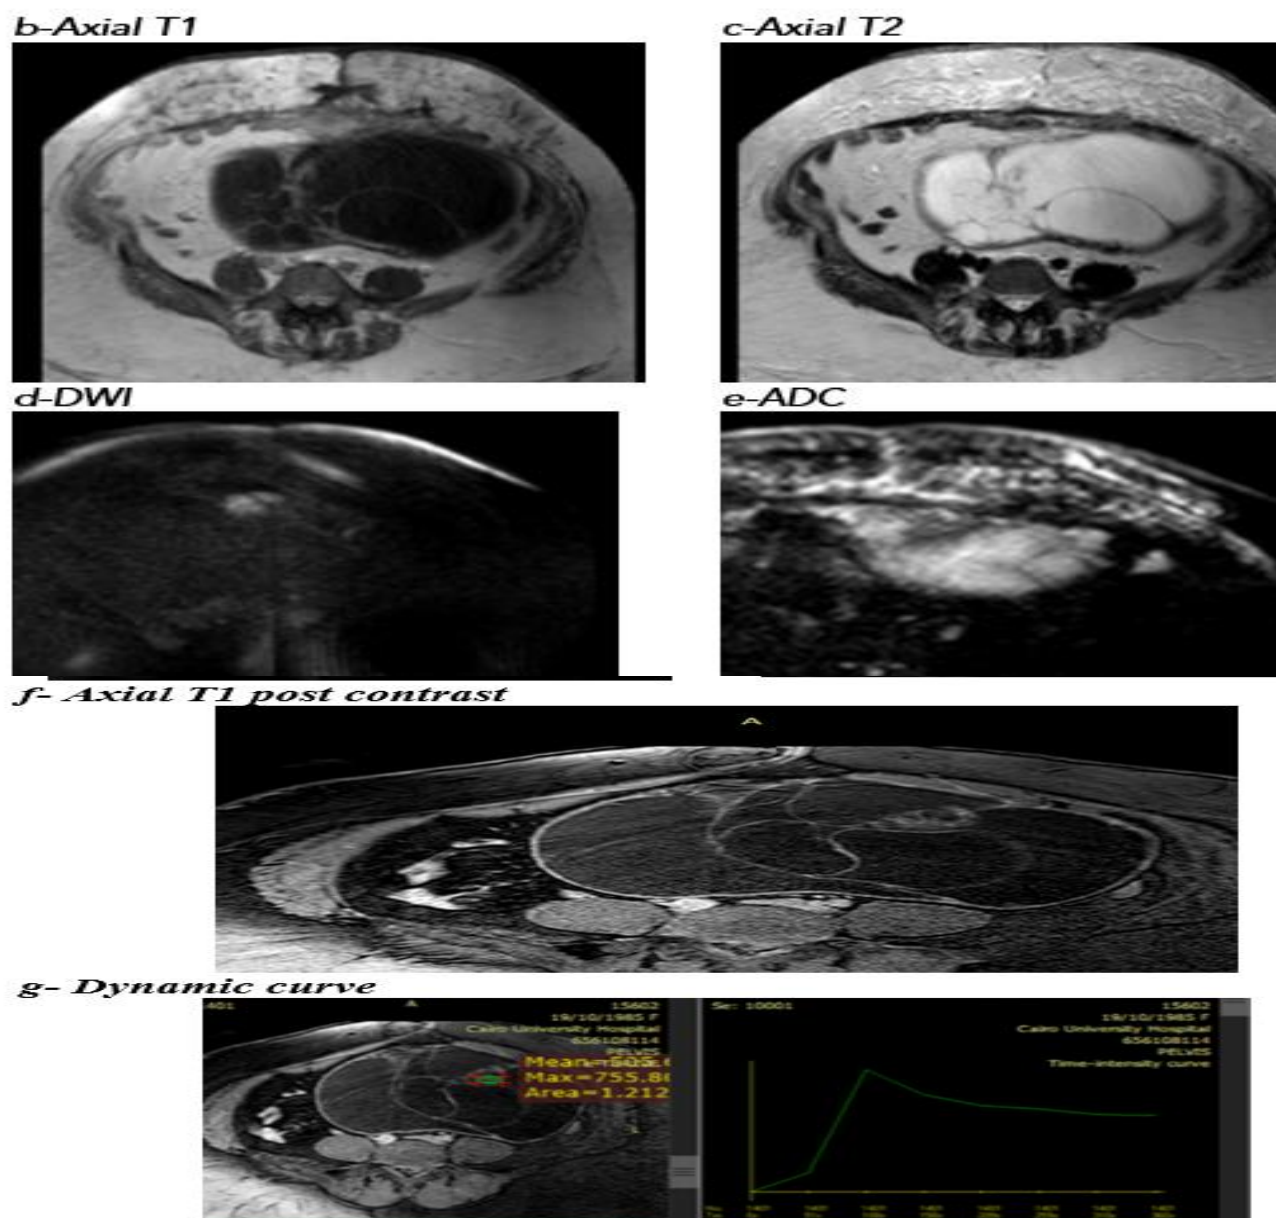 b-Axial T1
c-Axial T2
d-DWI
e-ADC
f- Axial T1 post contrast
A
g- Dynamic curve
401
A
15602
19/10/1985 F
Cairo University Hospital
656108114
PELVIS
Max=755.86
Area=1.212
Se: 10001
15602
19/10/1985 F
Cairo University Hospital
656108114
PELVIS
Time-intensity curve